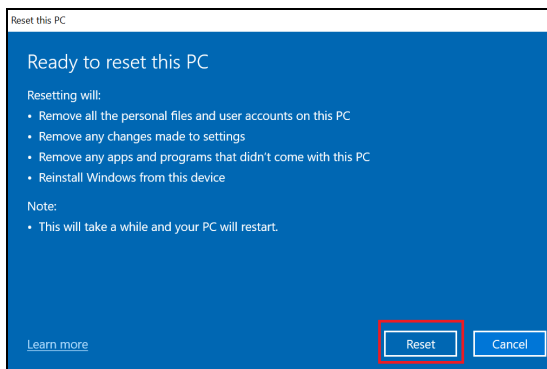 Reset this PC
Ready to reset this PC
Resetting will:
• Remove all the personal files and user accounts on this PC
• Remove any changes made to settings
• Remove any apps and programs that didn't come with this PC
• Reinstall Windows from this device
Note:
• This will take a while and your PC will restart.
Learn more
Reset
Cancel